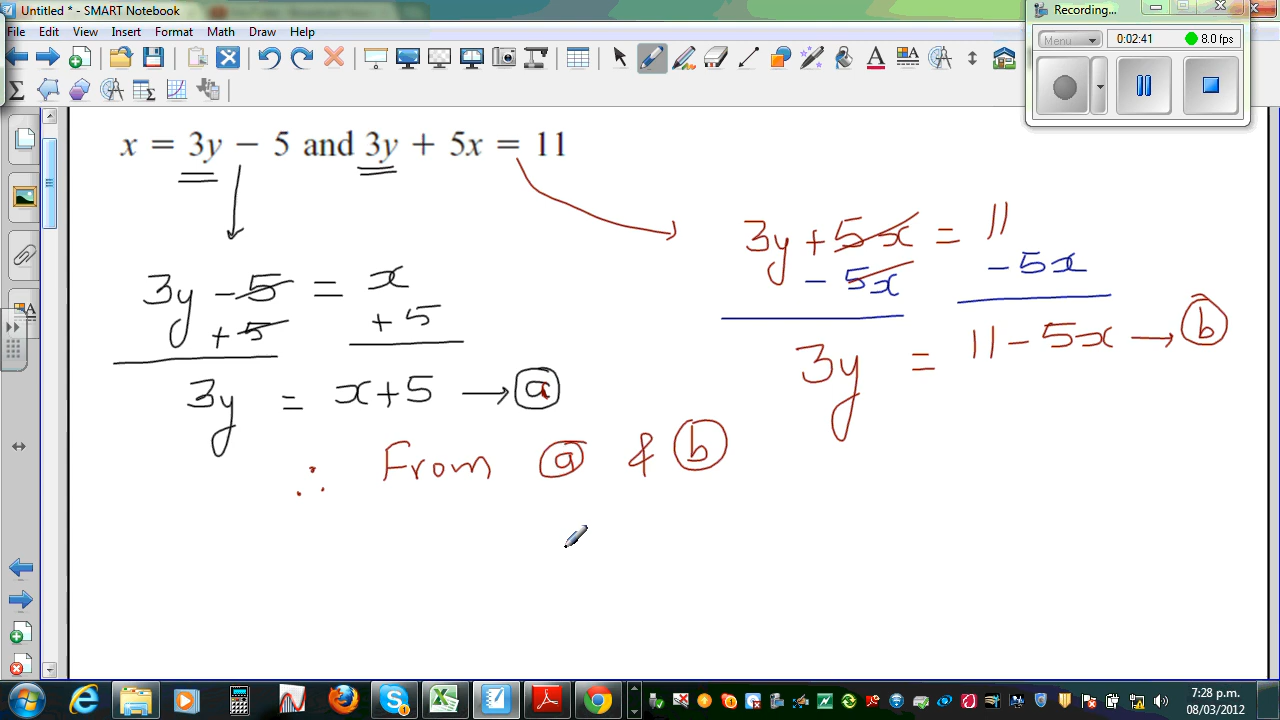 Untitled * - SMART Notebook
Recording...
File Edit View Insert Format Math Draw Help
Menu 0:02:41 8.0 fps
x = 3y − 5 and 3y + 5x = 11
3y + 5x = 11
- 5x - 5x
3y = 11 - 5x → b
3y - 5 = x
+ 5 + 5
3y = x + 5 → a
∴ From a & b
7:28 p.m.
08/03/2012